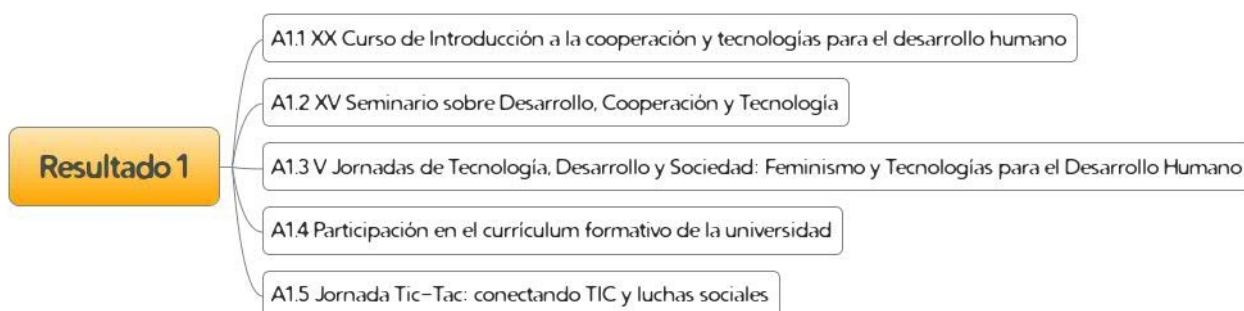 Resultado 1
A1.1 XX Curso de Introducción a la cooperación y tecnologías para el desarrollo humano
A1.2 XV Seminario sobre Desarrollo, Cooperación y Tecnología
A1.3 V Jornadas de Tecnología, Desarrollo y Sociedad: Feminismo y Tecnologías para el Desarrollo Humano
A1.4 Participación en el currículum formativo de la universidad
A1.5 Jornada Tic-Tac: conectando TIC y luchas sociales